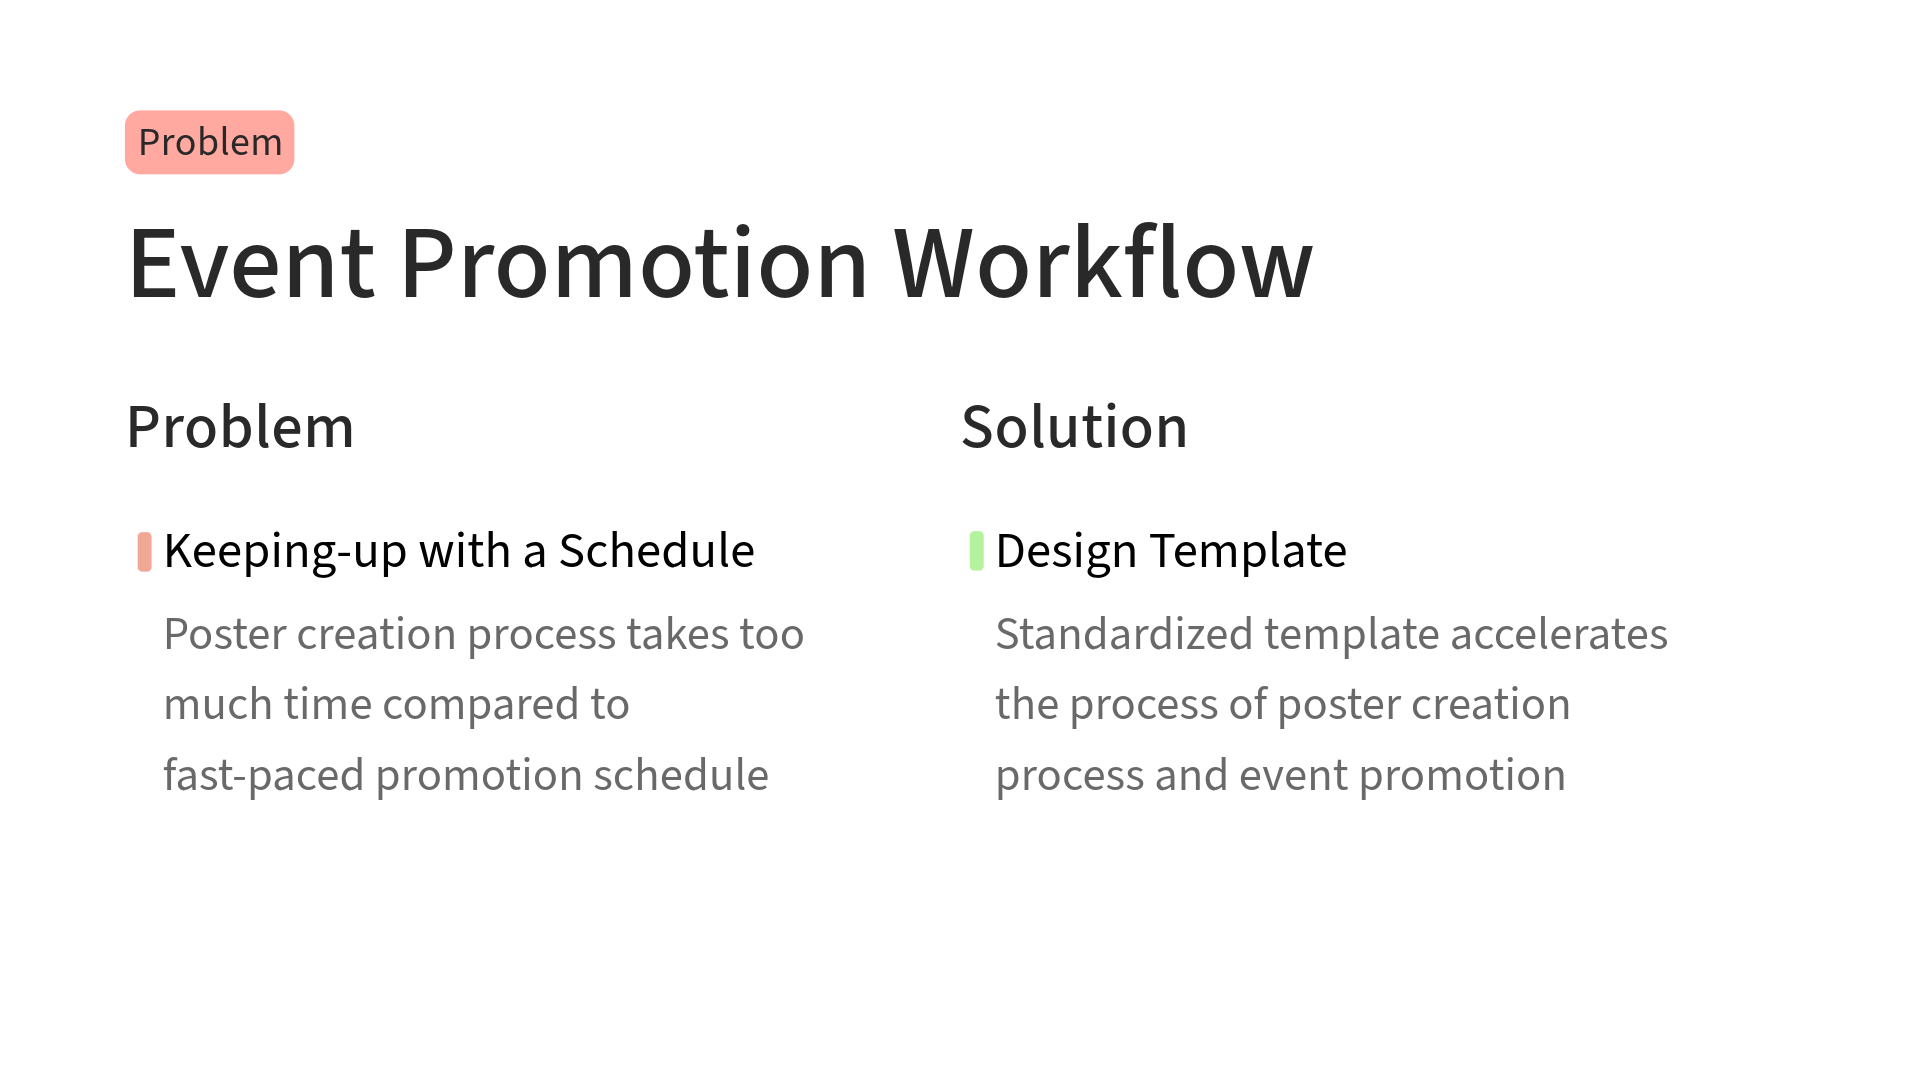 Problem
Event Promotion Workflow
Problem
Keeping-up with a Schedule
Poster creation process takes too
much time compared to
fast-paced promotion schedule
Solution
Design Template
Standardized template accelerates
the process of poster creation
process and event promotion